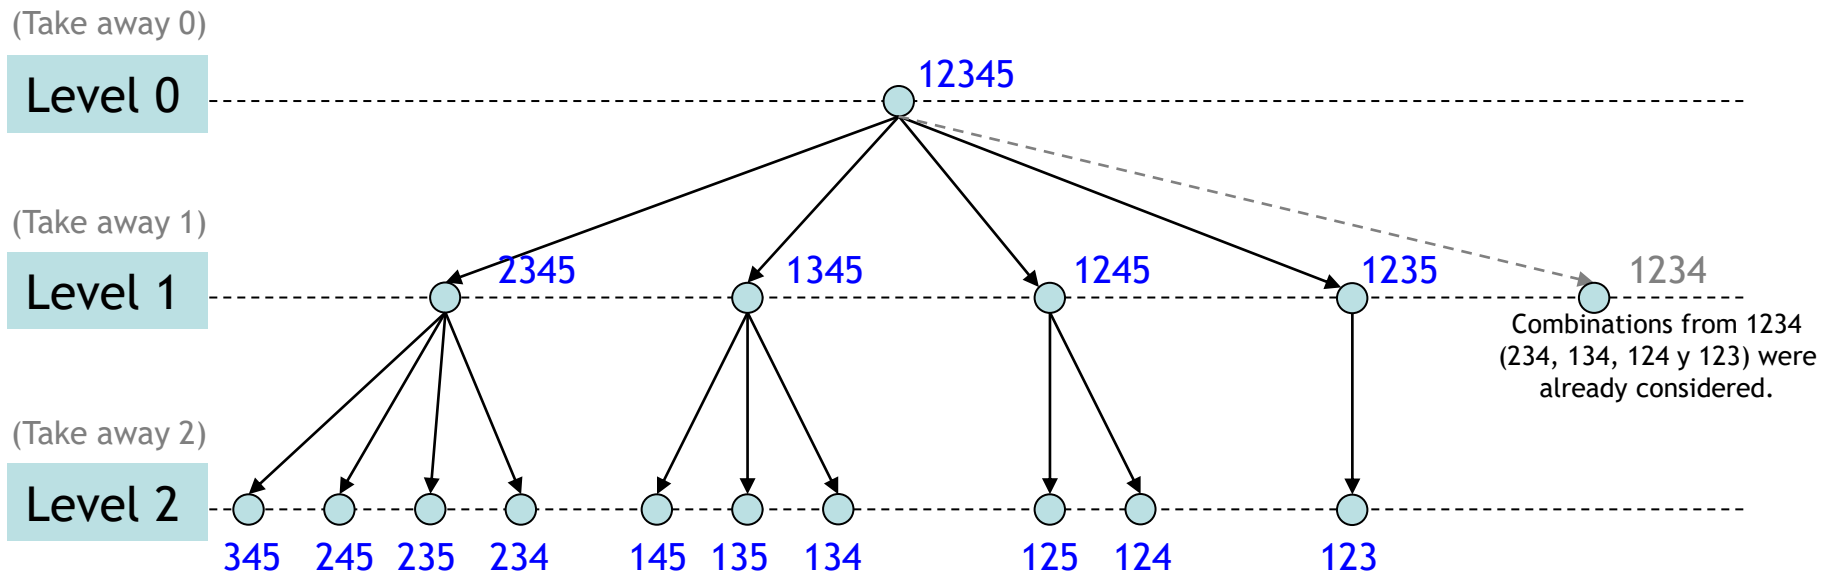 (Take away 0)
Level 0
12345
(Take away 1)
Level 1
2345
1345
1245
1235
1234
Combinations from 1234
(234, 134, 124 y 123) were
already considered.
(Take away 2)
Level 2
345
245
235
234
145
135
134
125
124
123